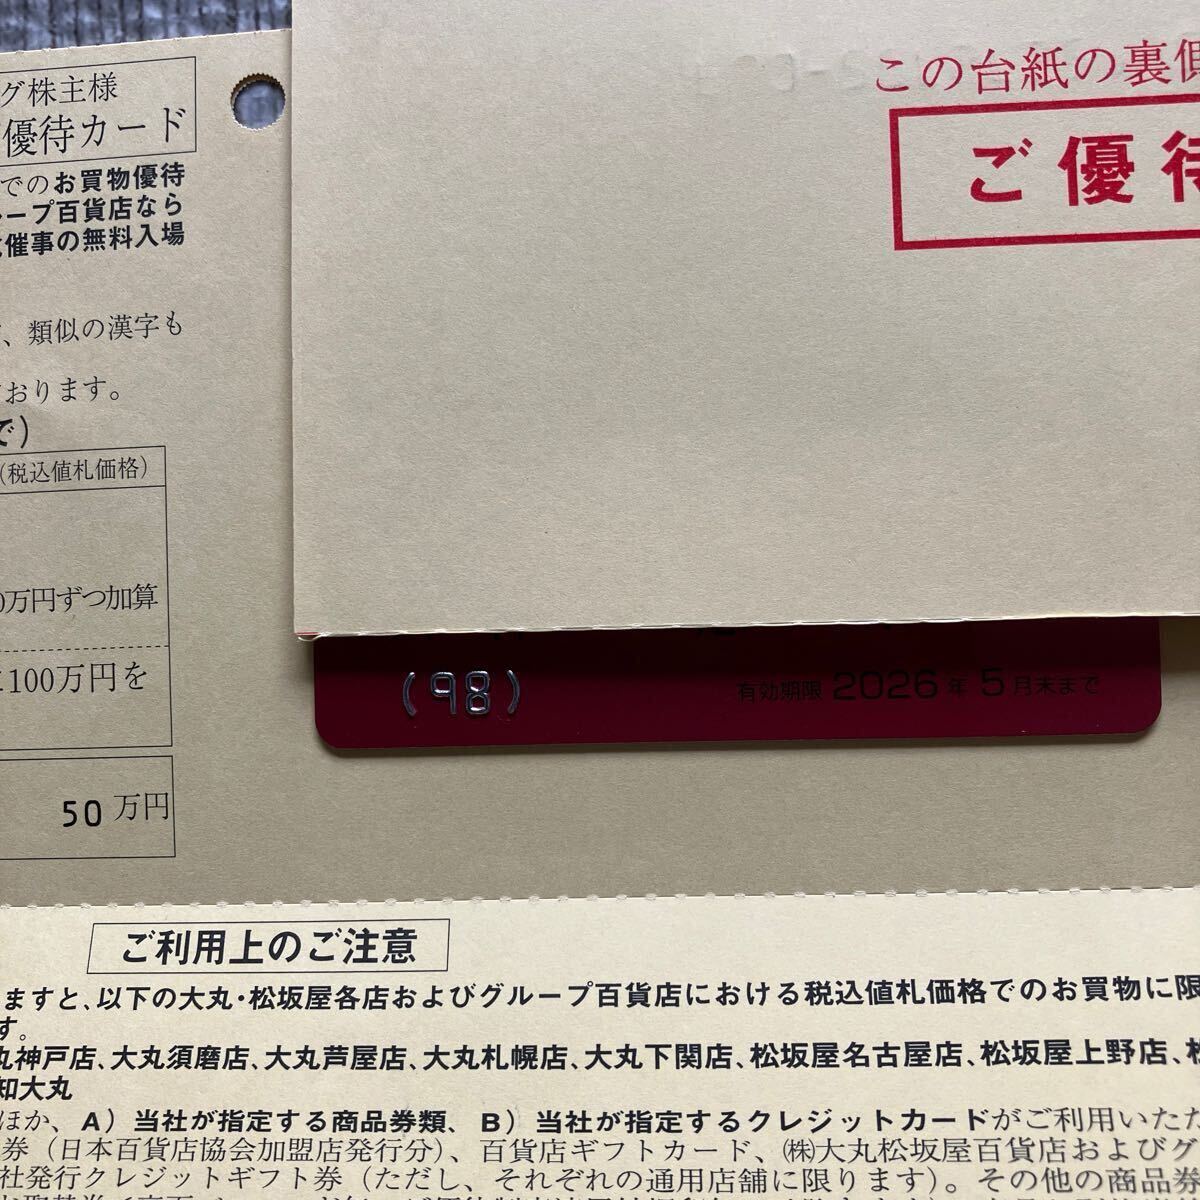 グ株主様
優待カード
でのお買物優待
ループ百貨店なら
催事の無料入場
、類似の漢字も
ております。
で）
（税込値札価格）
0万円ずつ加算
100万円を
50 万円
この台紙の裏側
ご優待
(98)
有効期限 2026 年 5 月末まで
ご利用上のご注意
ますと、以下の大丸・松坂屋各店およびグループ百貨店における税込値札価格でのお買物に限
す。
丸神戸店、大丸須磨店、大丸芦屋店、大丸札幌店、大丸下関店、松坂屋名古屋店、松坂屋上野店、松
知大丸
ほか、A）当社が指定する商品券類、B）当社が指定するクレジットカードがご利用いただ
券（日本百貨店協会加盟店発行分）、百貨店ギフトカード、㈱大丸松坂屋百貨店およびグ
社発行クレジットギフト券（ただし、それぞれの通用店舗に限ります）。その他の商品券